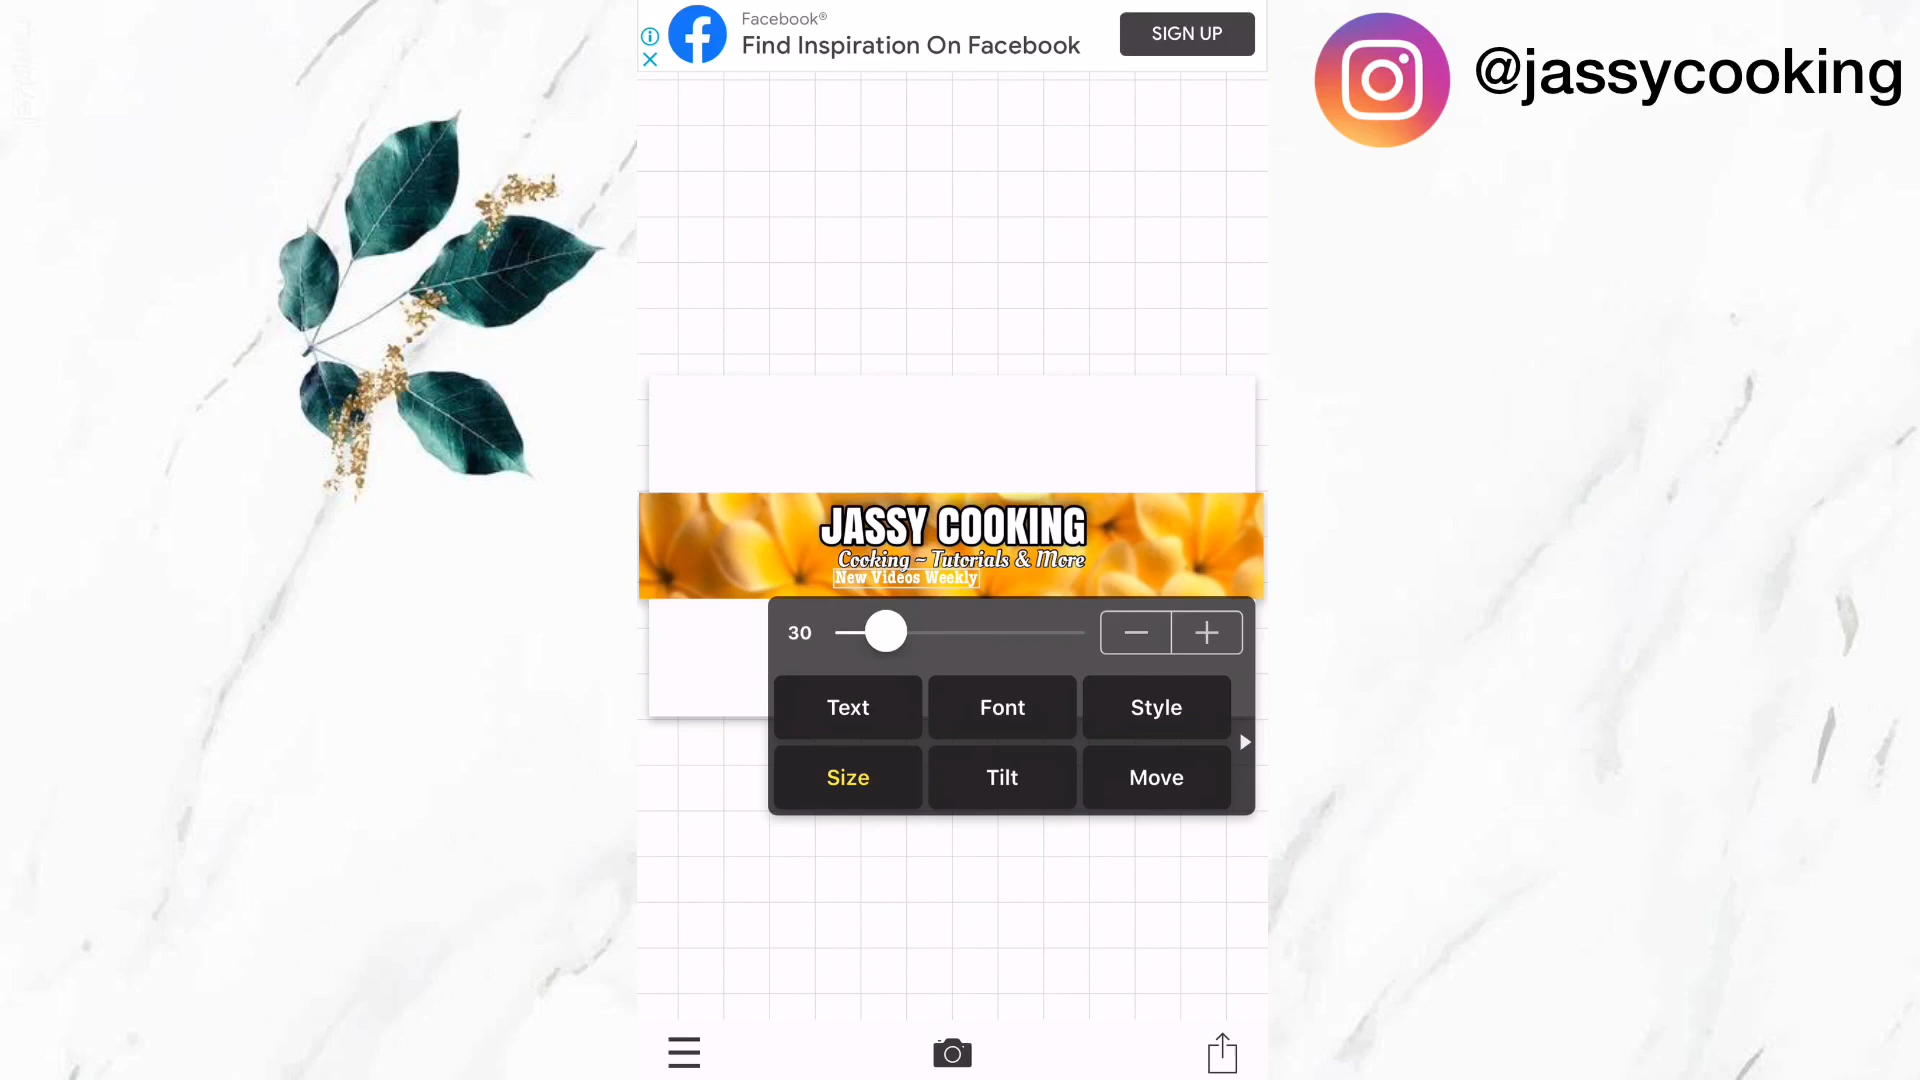 Facebook®
Find Inspiration On Facebook
SIGN UP
@jassycooking
JASSY COOKING
Cooking ~ Tutorials & More
New Videos Weekly
30
Text
Font
Style
Size
Tilt
Move